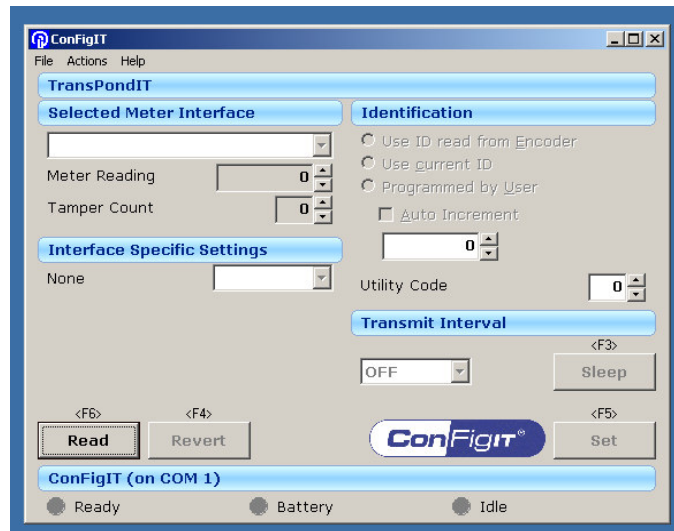 ConFigIT
File Actions Help
TransPondIT
Selected Meter Interface
Meter Reading 0
Tamper Count 0
Interface Specific Settings
None
Identification
Use ID read from Encoder
Use current ID
Programmed by User
Auto Increment
0
Utility Code 0
Transmit Interval
<F3>
OFF Sleep
<F6> <F4> <F5>
Read Revert ConFigIT® Set
ConFigIT (on COM 1)
Ready Battery Idle